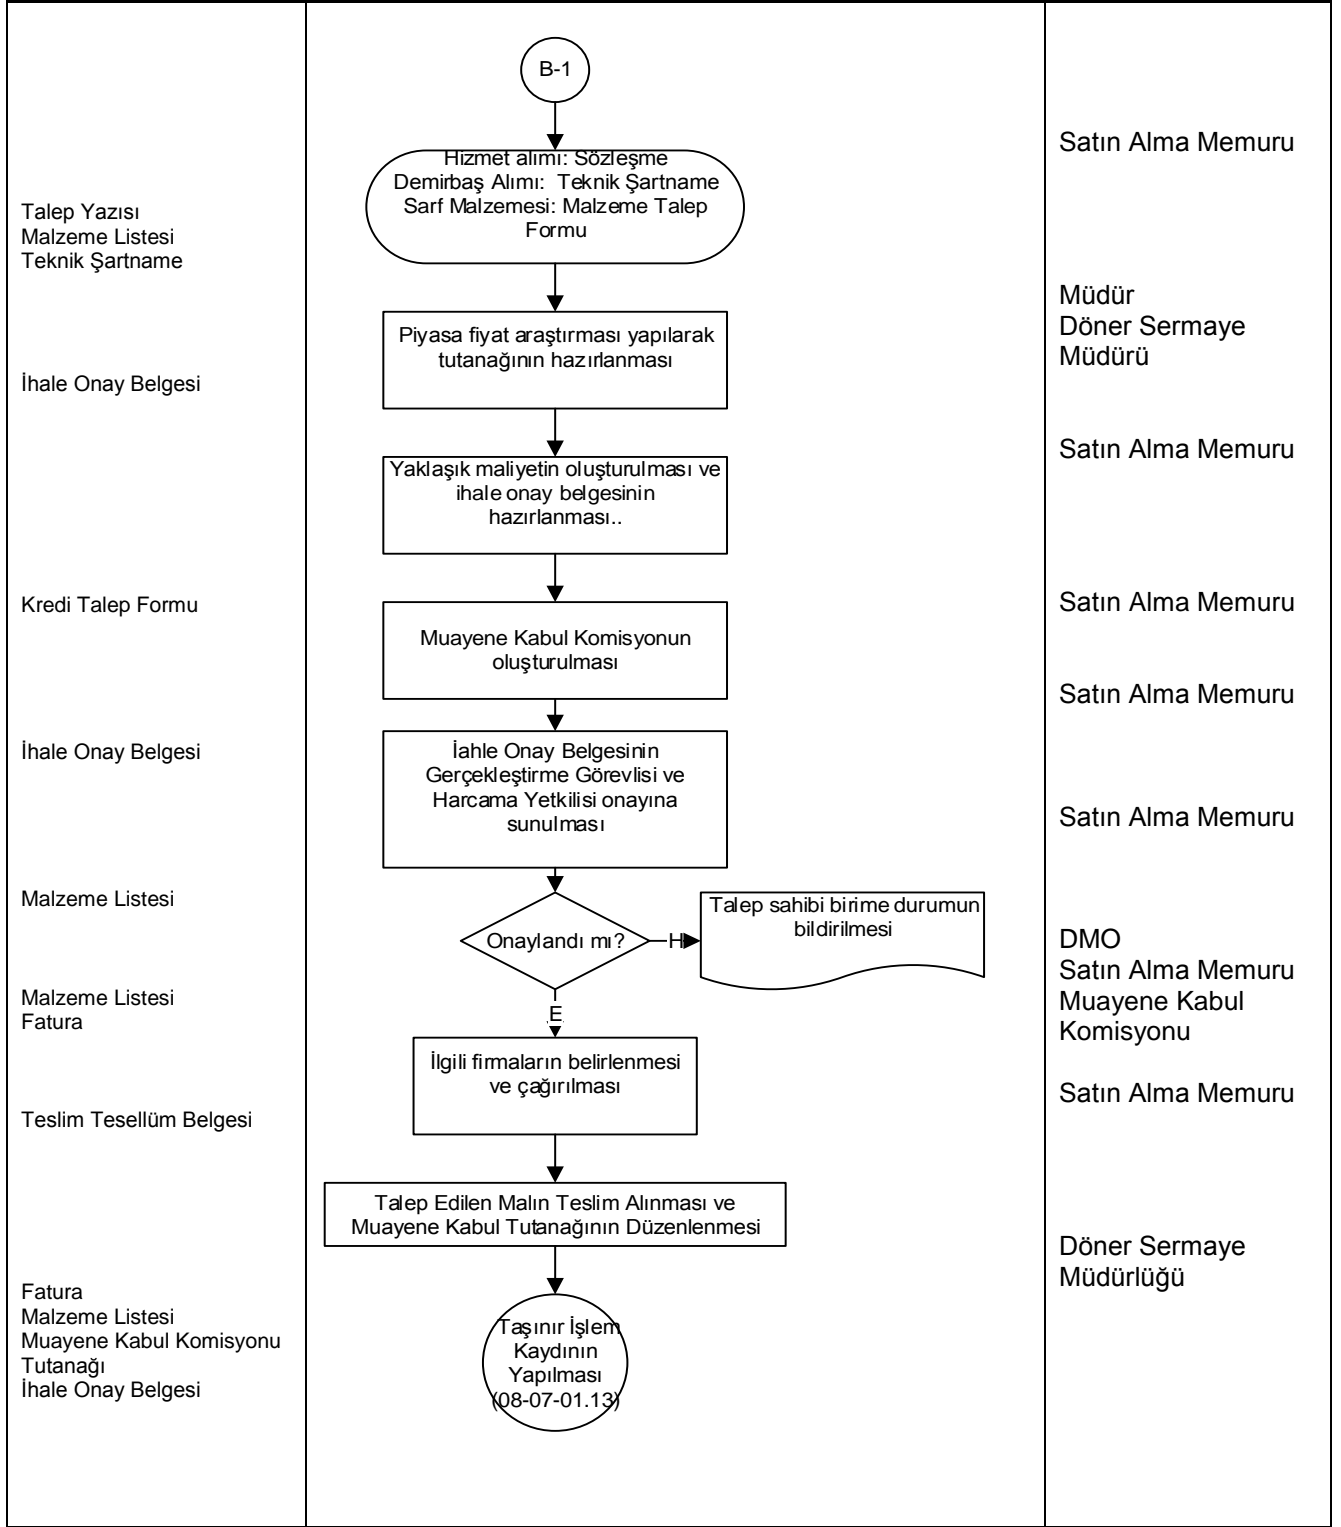 Talep Yazısı
Malzeme Listesi
Teknik Şartname
İhale Onay Belgesi
Kredi Talep Formu
İhale Onay Belgesi
Malzeme Listesi
Malzeme Listesi
Fatura
Teslim Tesellüm Belgesi
Fatura
Malzeme Listesi
Muayene Kabul Komisyonu
Tutanağı
İhale Onay Belgesi
B-1
Hizmet alımı: Sözleşme
Demirbaş Alımı:  Teknik Şartname
Sarf Malzemesi: Malzeme Talep
Formu
Piyasa fiyat araştırması yapılarak
tutanağının hazırlanması
Yaklaşık maliyetin oluşturulması ve
ihale onay belgesinin
hazırlanması..
Muayene Kabul Komisyonun
oluşturulması
İahle Onay Belgesinin
Gerçekleştirme Görevlisi ve
Harcama Yetkilisi onayına
sunulması
Onaylandı mı?
H
Talep sahibi birime durumun
bildirilmesi
E
İlgili firmaların belirlenmesi
ve çağırılması
Talep Edilen Malın Teslim Alınması ve
Muayene Kabul Tutanağının Düzenlenmesi
Taşınır İşlem
Kaydının
Yapılması
(08-07-01.13)
Satın Alma Memuru
Müdür
Döner Sermaye
Müdürü
Satın Alma Memuru
Satın Alma Memuru
Satın Alma Memuru
Satın Alma Memuru
DMO
Satın Alma Memuru
Muayene Kabul
Komisyonu
Satın Alma Memuru
Döner Sermaye
Müdürlüğü